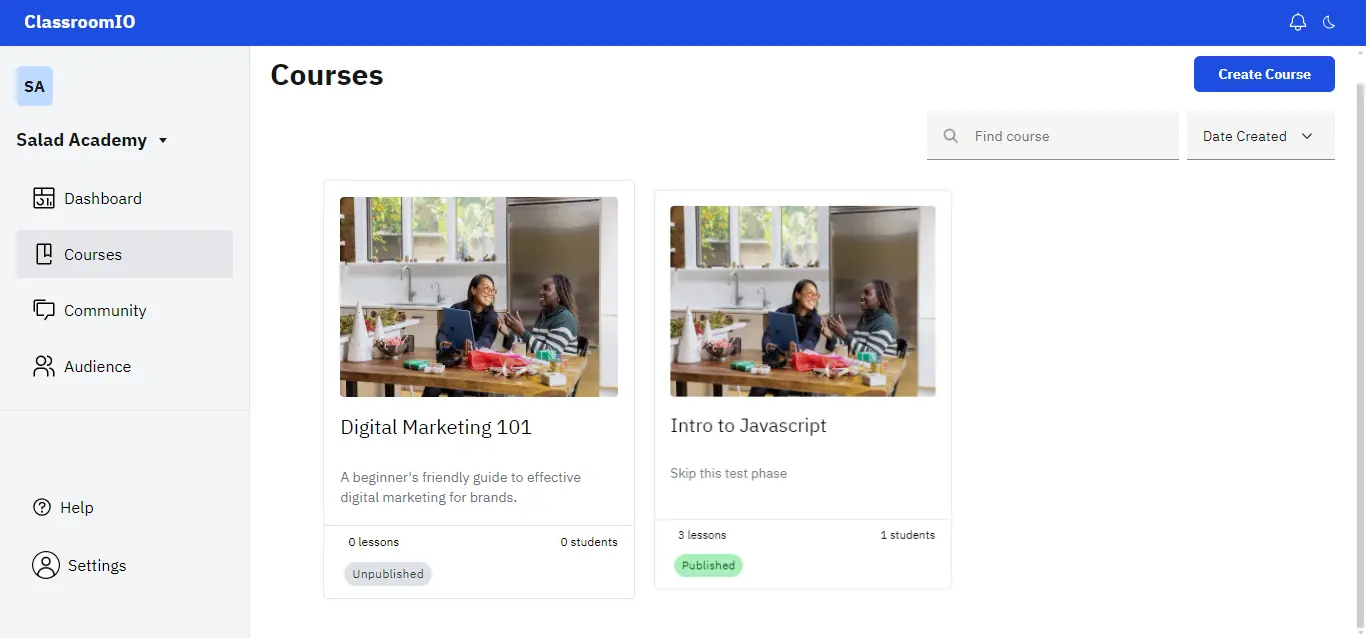 ClassroomIO
SA
Salad Academy
Dashboard
Courses
Community
Audience
Help
Settings
Courses
Create Course
Find course
Date Created
Digital Marketing 101
A beginner's friendly guide to effective
digital marketing for brands.
0 lessons
0 students
Unpublished
Intro to Javascript
Skip this test phase
3 lessons
1 students
Published